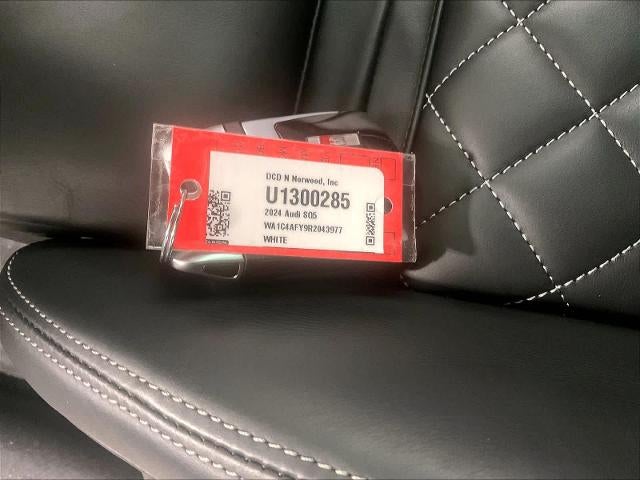 DCD N Norwood, Inc
U1300285
2024 Audi SQ5
WA1C4AFY9R2043977
WHITE